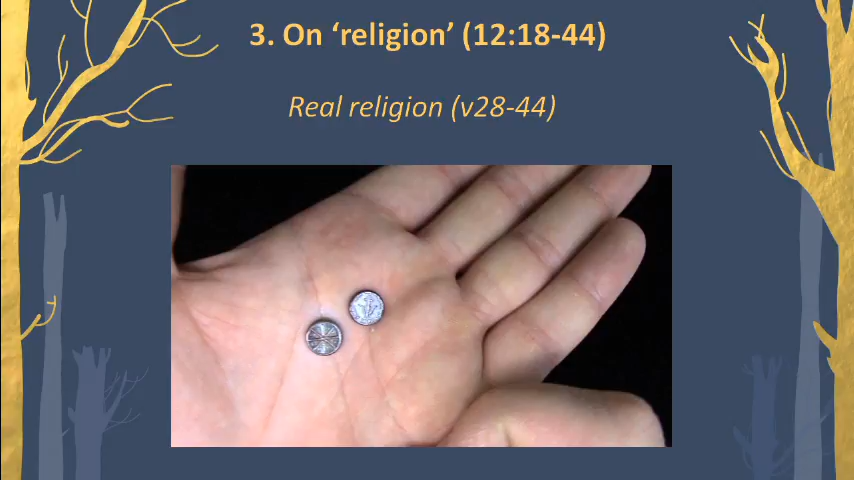 3. On ‘religion’ (12:18-44)
Real religion (v28-44)